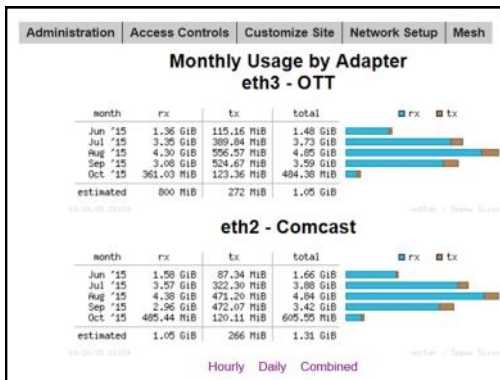 Administration Access Controls Customize Site Network Setup Mesh
Monthly Usage by Adapter
eth3 - OTT
month rx tx total rx tx
Jun '15 1.36 GiB 115.16 MiB 1.48 GiB
Jul '15 3.35 GiB 389.84 MiB 3.73 GiB
Aug '15 4.30 GiB 556.57 MiB 4.85 GiB
Sep '15 3.08 GiB 524.67 MiB 3.59 GiB
Oct '15 361.03 MiB 123.36 MiB 484.38 MiB
estimated 800 MiB 272 MiB 1.05 GiB
eth2 - Comcast
month rx tx total rx tx
Jun '15 1.58 GiB 87.34 MiB 1.66 GiB
Jul '15 3.57 GiB 322.30 MiB 3.88 GiB
Aug '15 4.38 GiB 471.20 MiB 4.84 GiB
Sep '15 2.96 GiB 472.07 MiB 3.42 GiB
Oct '15 485.44 MiB 120.11 MiB 605.55 MiB
estimated 1.05 GiB 266 MiB 1.31 GiB
Hourly Daily Combined